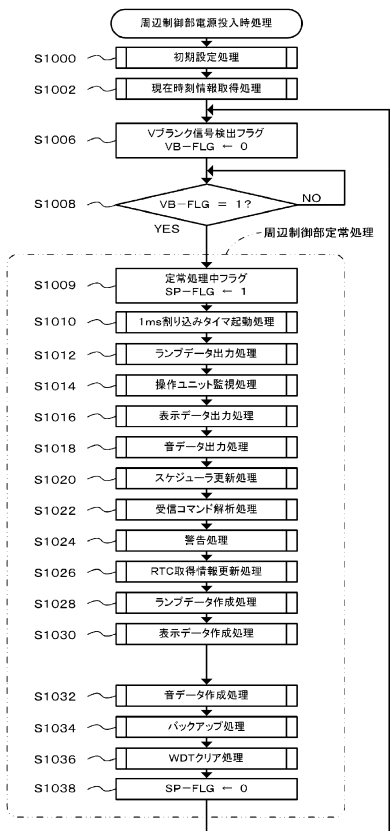 周辺制御部電源投入時処理
S1000 初期設定処理
S1002 現在時刻情報取得処理
S1006 Vブランク信号検出フラグ
VB-FLG ← 0
S1008 VB-FLG = 1? NO
YES
周辺制御部定常処理
S1009 定常処理中フラグ
SP-FLG ← 1
S1010 1ms割り込みタイマ起動処理
S1012 ランプデータ出力処理
S1014 操作ユニット監視処理
S1016 表示データ出力処理
S1018 音データ出力処理
S1020 スケジューラ更新処理
S1022 受信コマンド解析処理
S1024 警告処理
S1026 RTC取得情報更新処理
S1028 ランプデータ作成処理
S1030 表示データ作成処理
S1032 音データ作成処理
S1034 バックアップ処理
S1036 WDTクリア処理
S1038 SP-FLG ← 0